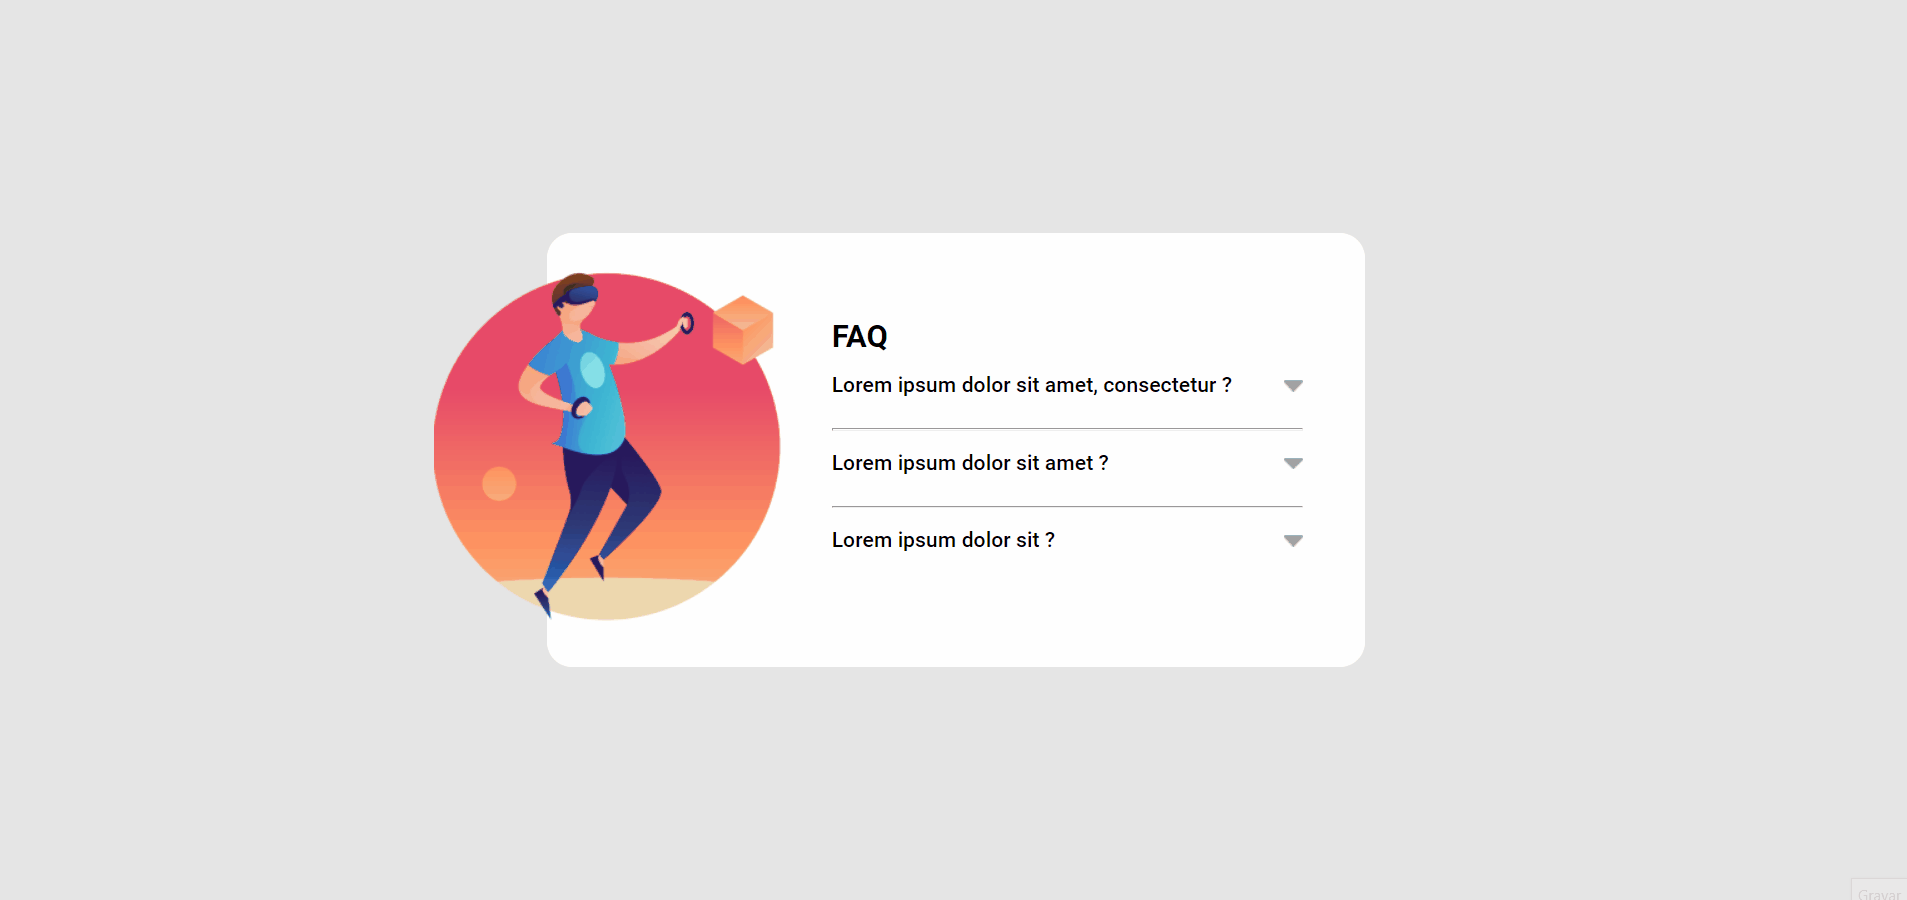 FAQ
Lorem ipsum dolor sit amet, consectetur ?
Lorem ipsum dolor sit amet ?
Lorem ipsum dolor sit ?
Gravar